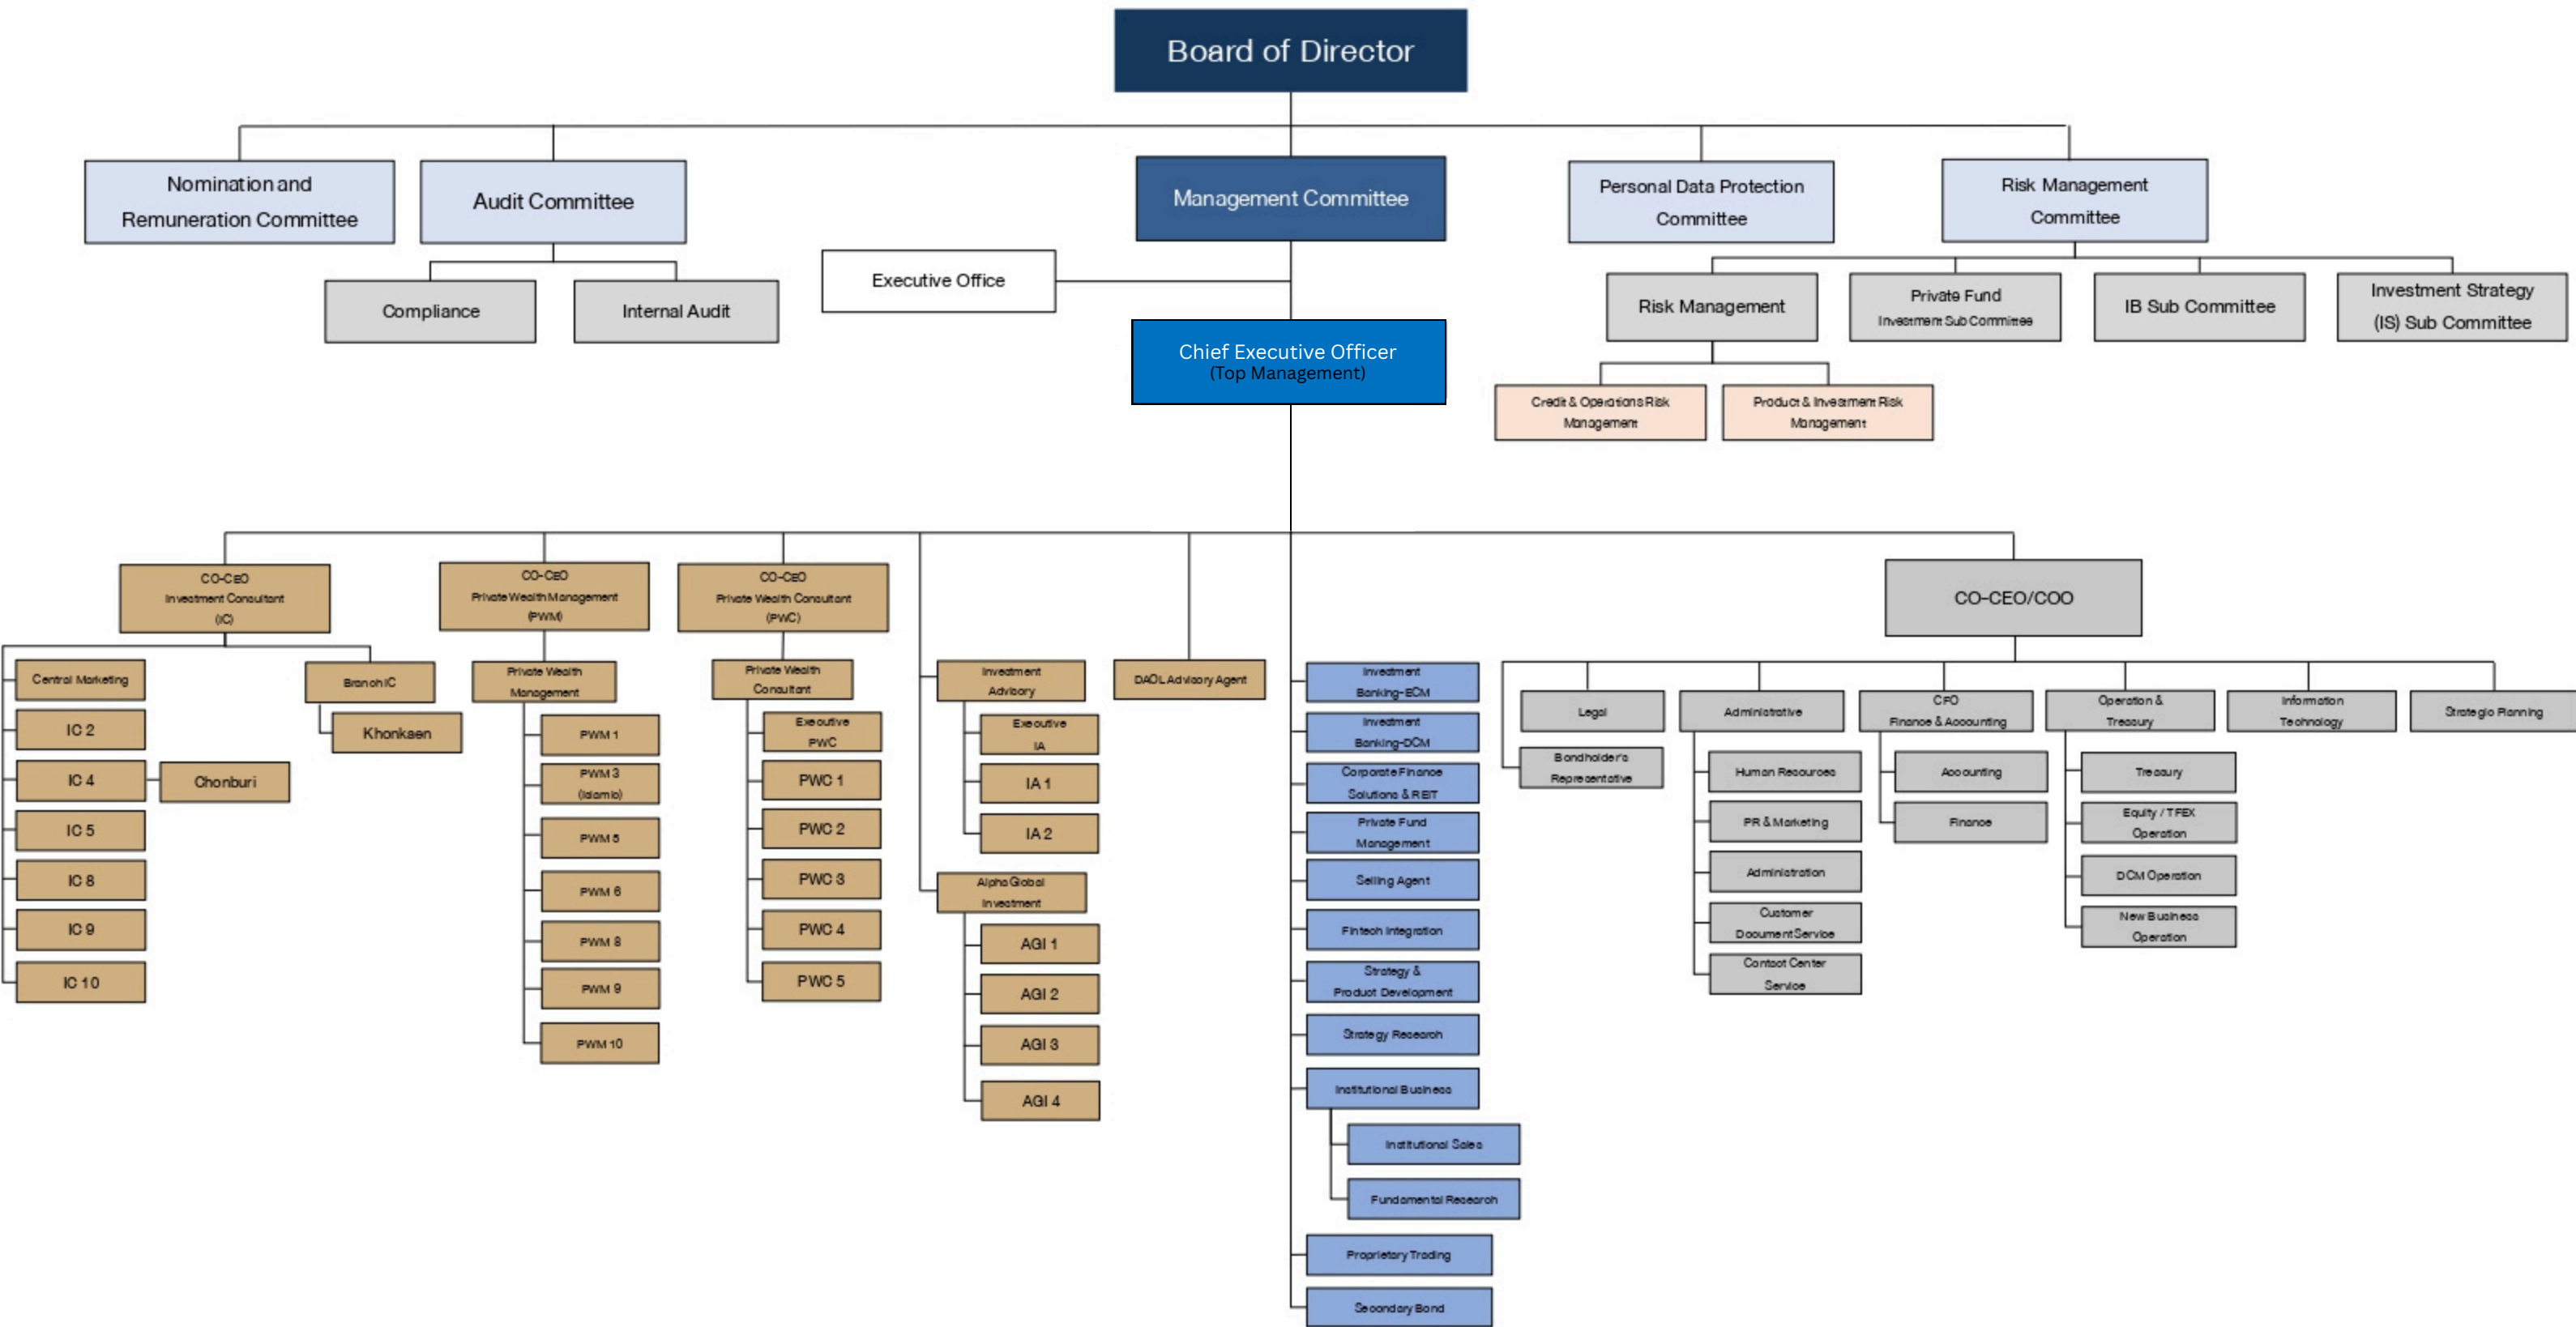 Board of Director
Nomination and
Remuneration Committee
Audit Committee
Management Committee
Personal Data Protection
Committee
Risk Management
Committee
Compliance
Internal Audit
Executive Office
Risk Management
Private Fund
Investment Sub Committee
IB Sub Committee
Investment Strategy
(IS) Sub Committee
Chief Executive Officer
(Top Management)
Credit & Operations Risk
Management
Product & Investment Risk
Management
CO-CEO
Investment Consultant
(IC)
CO-CEO
Private Wealth Management
(PWM)
CO-CEO
Private Wealth Consultant
(PWC)
CO-CEO/COO
Central Marketing
IC 2
IC 4
Chonburi
IC 5
IC 8
IC 9
IC 10
Branch IC
Khonkaen
Private Wealth
Management
PWM 1
PWM 3
(Islamic)
PWM 5
PWM 6
PWM 8
PWM 9
PWM 10
Private Wealth
Consultant
Executive
PWC
PWC 1
PWC 2
PWC 3
PWC 4
PWC 5
Investment
Advisory
Executive
IA
IA 1
IA 2
Alpha Global
Investment
AGI 1
AGI 2
AGI 3
AGI 4
DAOL Advisory Agent
Investment
Banking-ECM
Investment
Banking-DCM
Corporate Finance
Solutions & REIT
Private Fund
Management
Selling Agent
Fintech Integration
Strategy &
Product Development
Strategy Research
Institutional Business
Institutional Sales
Fundamental Research
Proprietary Trading
Secondary Bond
Legal
Bondholder's
Representative
Administrative
Human Resources
PR & Marketing
Administration
Customer
Document Service
Contact Center
Service
CFO
Finance & Accounting
Accounting
Finance
Operation &
Treasury
Treasury
Equity / TFEX
Operation
DCM Operation
New Business
Operation
Information
Technology
Strategic Planning